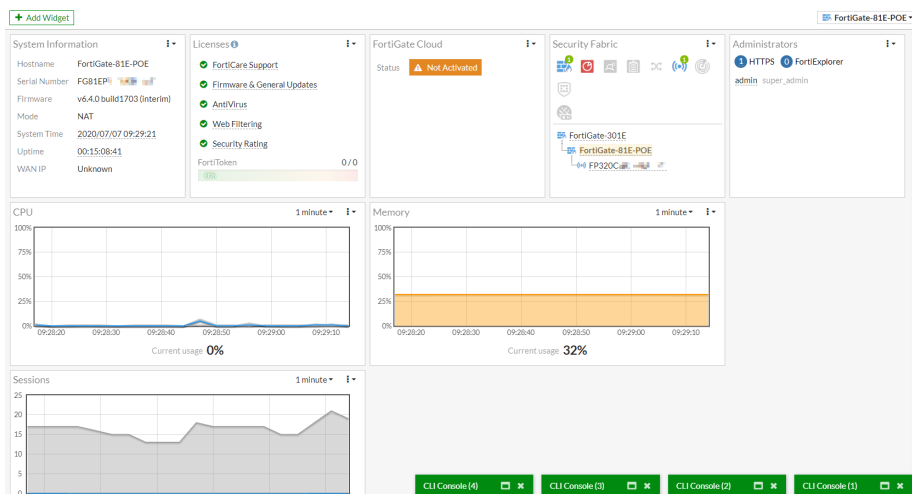 + Add Widget
FortiGate-81E-POE
System Information
Hostname FortiGate-81E-POE
Serial Number FG81EP
Firmware v6.4.0 build1703 (interim)
Mode NAT
System Time 2020/07/07 09:29:21
Uptime 00:15:08:41
WAN IP Unknown
Licenses
FortiCare Support
Firmware & General Updates
AntiVirus
Web Filtering
Security Rating
FortiToken 0 / 0
0%
FortiGate Cloud
Status Not Activated
Security Fabric
1 1
FortiGate-301E
FortiGate-81E-POE
FP320C
Administrators
1 HTTPS 0 FortiExplorer
admin super_admin
CPU 1 minute
100%
75%
50%
25%
0%
09:28:20 09:28:30 09:28:40 09:28:50 09:29:00 09:29:10
Current usage 0%
Memory 1 minute
100%
75%
50%
25%
0%
09:28:20 09:28:30 09:28:40 09:28:50 09:29:00 09:29:10
Current usage 32%
Sessions 1 minute
25
20
15
10
5
0
CLI Console (4) CLI Console (3) CLI Console (2) CLI Console (1)